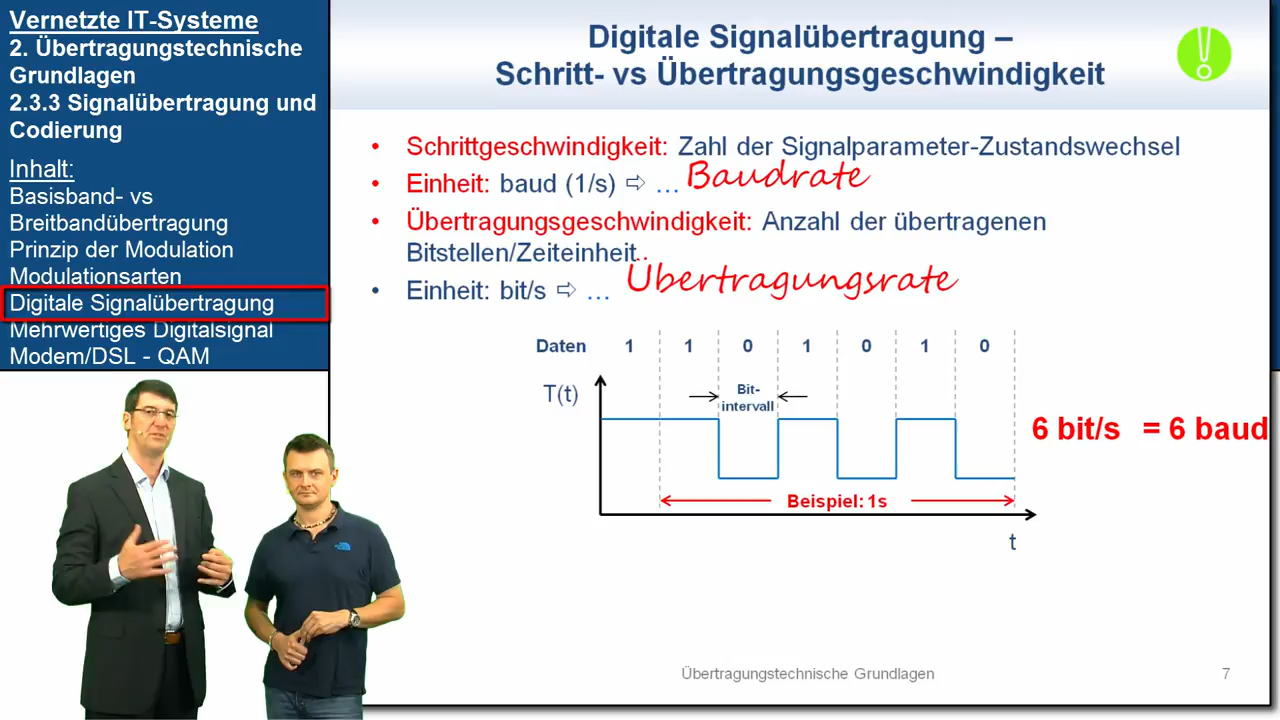 Vernetzte IT-Systeme
2. Übertragungstechnische
Grundlagen
2.3.3 Signalübertragung und
Codierung
Inhalt:
Basisband- vs
Breitbandübertragung
Prinzip der Modulation
Modulationsarten
Digitale Signalübertragung
Mehrwertiges Digitalsignal
Modem/DSL - QAM
Digitale Signalübertragung –
Schritt- vs Übertragungsgeschwindigkeit
• Schrittgeschwindigkeit: Zahl der Signalparameter-Zustandswechsel
• Einheit: baud (1/s) ⇨ … Baudrate
• Übertragungsgeschwindigkeit: Anzahl der übertragenen
Bitstellen/Zeiteinheit
• Einheit: bit/s ⇨ … Übertragungsrate
Daten 1 1 0 1 0 1 0
T(t)
Bit-
intervall
6 bit/s = 6 baud
Beispiel: 1s
t
Übertragungstechnische Grundlagen 7